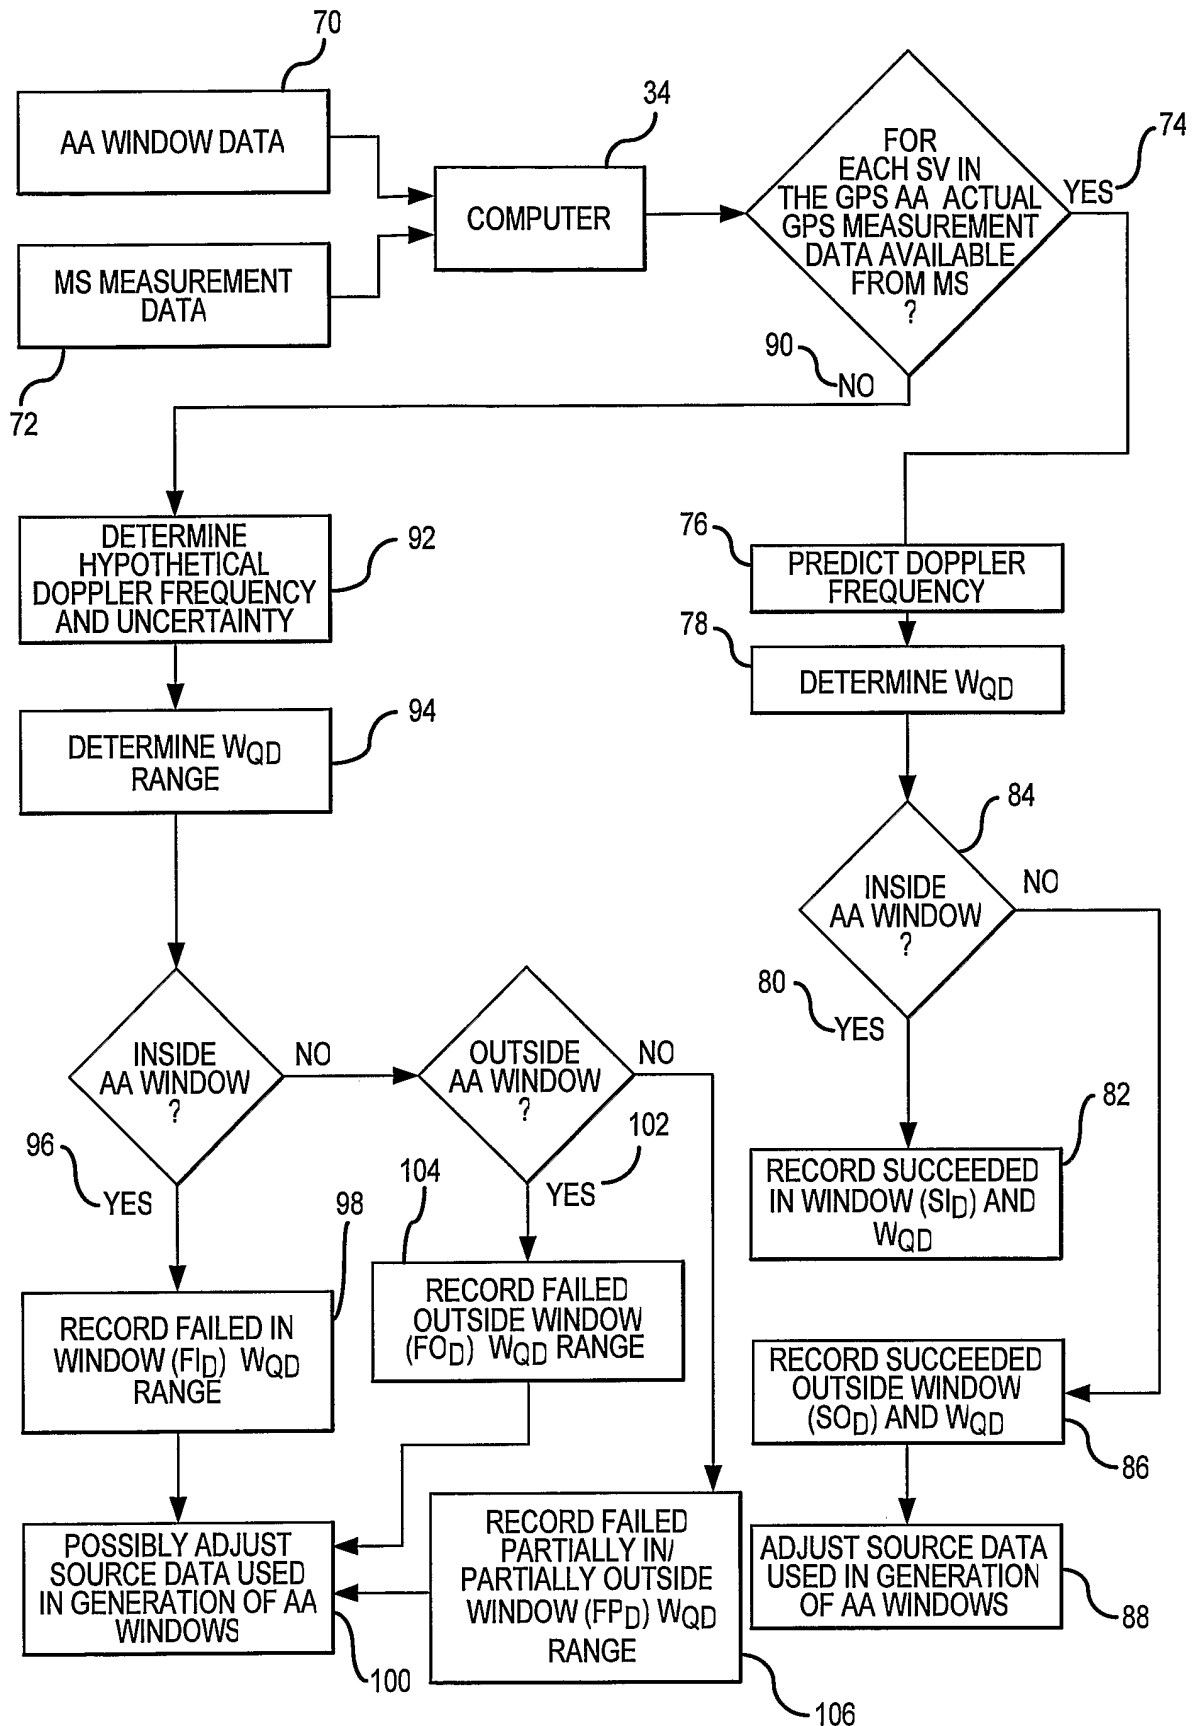 70
AA WINDOW DATA
34
COMPUTER
MS MEASUREMENT
DATA
72
FOR
EACH SV IN
THE GPS AA ACTUAL
GPS MEASUREMENT
DATA AVAILABLE
FROM MS
?
74
YES
90
NO
DETERMINE
HYPOTHETICAL
DOPPLER FREQUENCY
AND UNCERTAINTY
92
DETERMINE WQD
RANGE
94
76
PREDICT DOPPLER
FREQUENCY
78
DETERMINE WQD
84
INSIDE
AA WINDOW
?
NO
80
YES
82
RECORD SUCCEEDED
IN WINDOW (SID) AND
WQD
INSIDE
AA WINDOW
?
NO
96
YES
OUTSIDE
AA WINDOW
?
NO
102
YES
98
RECORD FAILED IN
WINDOW (FID) WQD
RANGE
104
RECORD FAILED
OUTSIDE WINDOW
(FOD) WQD RANGE
RECORD SUCCEEDED
OUTSIDE WINDOW
(SOD) AND WQD
86
POSSIBLY ADJUST
SOURCE DATA USED
IN GENERATION OF AA
WINDOWS
100
RECORD FAILED
PARTIALLY IN/
PARTIALLY OUTSIDE
WINDOW (FPD) WQD
RANGE
106
ADJUST SOURCE DATA
USED IN GENERATION
OF AA WINDOWS
88